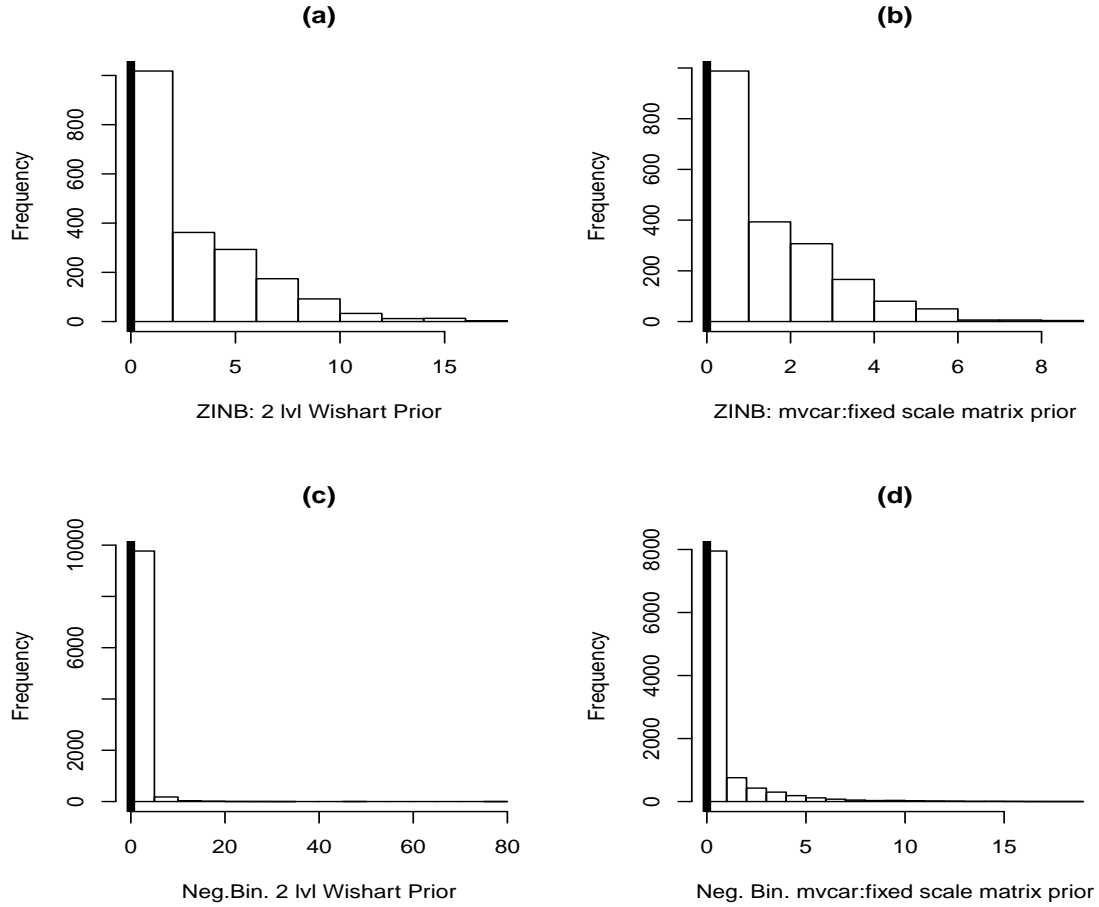 (a)
Frequency
0 200 400 600 800
0 5 10 15
ZINB: 2 lvl Wishart Prior
(b)
Frequency
0 200 400 600 800
0 2 4 6 8
ZINB: mvcar:fixed scale matrix prior
(c)
Frequency
0 2000 6000 10000
0 20 40 60 80
Neg.Bin. 2 lvl Wishart Prior
(d)
Frequency
0 2000 4000 6000 8000
0 5 10 15
Neg. Bin. mvcar:fixed scale matrix prior